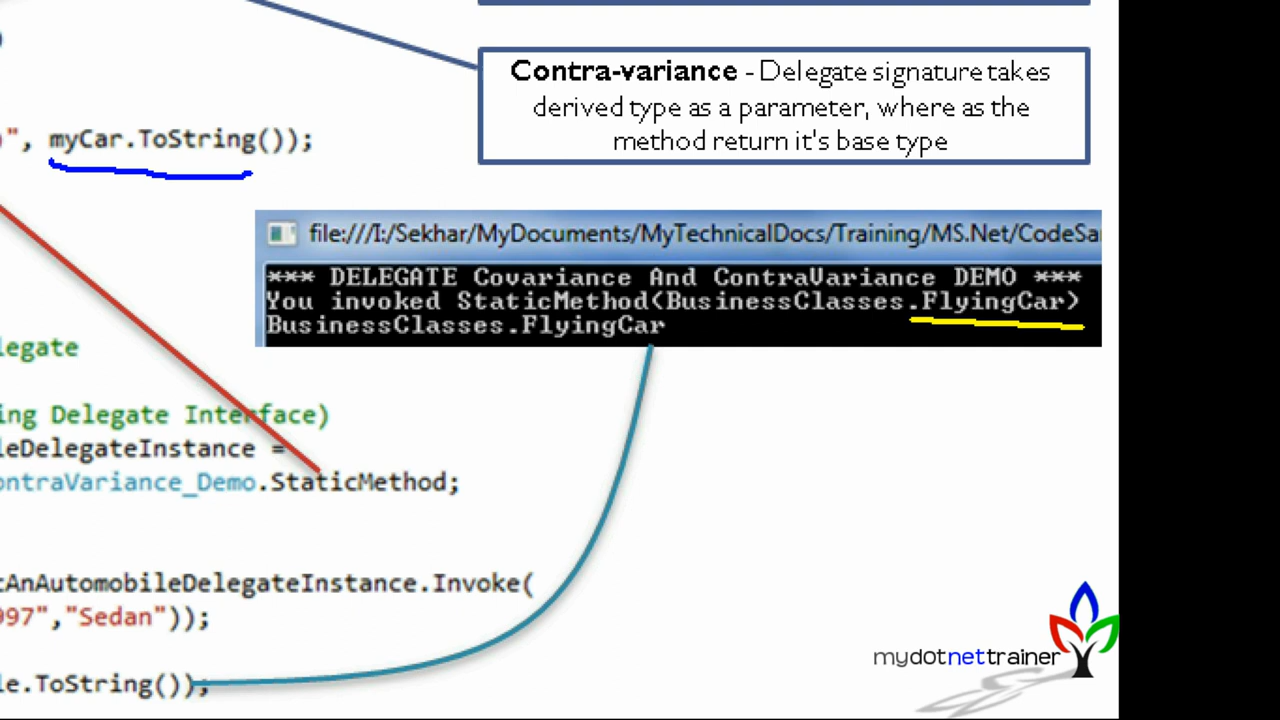 Contra-variance - Delegate signature takes
derived type as a parameter, where as the
method return it's base type
", myCar.ToString());
file:///I:/Sekhar/MyDocuments/MyTechnicalDocs/Training/MS.Net/CodeSa
*** DELEGATE Covariance And ContraVariance DEMO ***
You invoked StaticMethod(BusinessClasses.FlyingCar)
BusinessClasses.FlyingCar
legate
ing Delegate Interface)
leDelegateInstance =
ontraVariance_Demo.StaticMethod;
tAnAutomobileDelegateInstance.Invoke(
997","Sedan"));
le.ToString());
mydotnettrainer